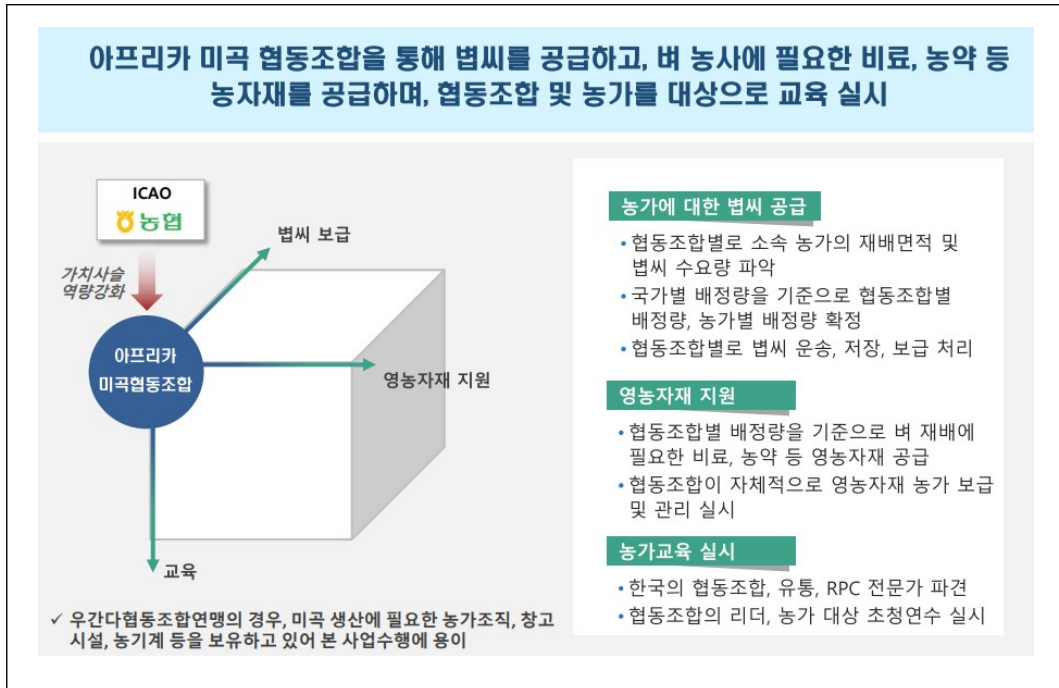 아프리카 미곡 협동조합을 통해 볍씨를 공급하고, 벼 농사에 필요한 비료, 농약 등
농자재를 공급하며, 협동조합 및 농가를 대상으로 교육 실시
ICAO
농협
가치사슬
역량강화
볍씨 보급
아프리카
미곡협동조합
영농자재 지원
교육
✓ 우간다협동조합연맹의 경우, 미곡 생산에 필요한 농가조직, 창고
시설, 농기계 등을 보유하고 있어 본 사업수행에 용이
농가에 대한 볍씨 공급
• 협동조합별로 소속 농가의 재배면적 및
볍씨 수요량 파악
• 국가별 배정량을 기준으로 협동조합별
배정량, 농가별 배정량 확정
• 협동조합별로 볍씨 운송, 저장, 보급 처리
영농자재 지원
• 협동조합별 배정량을 기준으로 벼 재배에
필요한 비료, 농약 등 영농자재 공급
• 협동조합이 자체적으로 영농자재 농가 보급
및 관리 실시
농가교육 실시
• 한국의 협동조합, 유통, RPC 전문가 파견
• 협동조합의 리더, 농가 대상 초청연수 실시